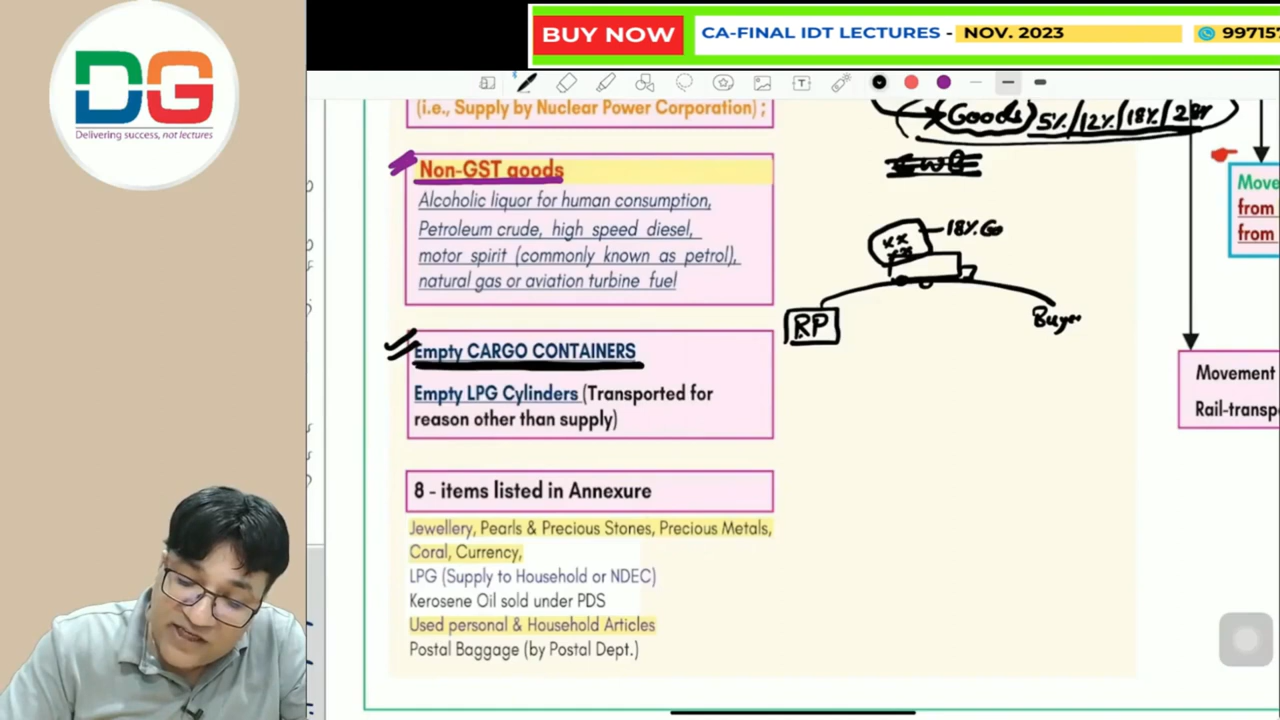 BUY NOW
CA-FINAL IDT LECTURES - NOV. 2023
99715
DG
Delivering success, not lectures
(i.e., Supply by Nuclear Power Corporation) ;
Goods 5%/12%/18%/28%
Non-GST goods
Alcoholic liquor for human consumption,
Petroleum crude, high speed diesel,
motor spirit (commonly known as petrol),
natural gas or aviation turbine fuel
18%
RP
Buyer
Move
from
from
Empty CARGO CONTAINERS
Empty LPG Cylinders (Transported for
reason other than supply)
Movement
Rail-transp
8 - items listed in Annexure
Jewellery, Pearls & Precious Stones, Precious Metals,
Coral, Currency,
LPG (Supply to Household or NDEC)
Kerosene Oil sold under PDS
Used personal & Household Articles
Postal Baggage (by Postal Dept.)